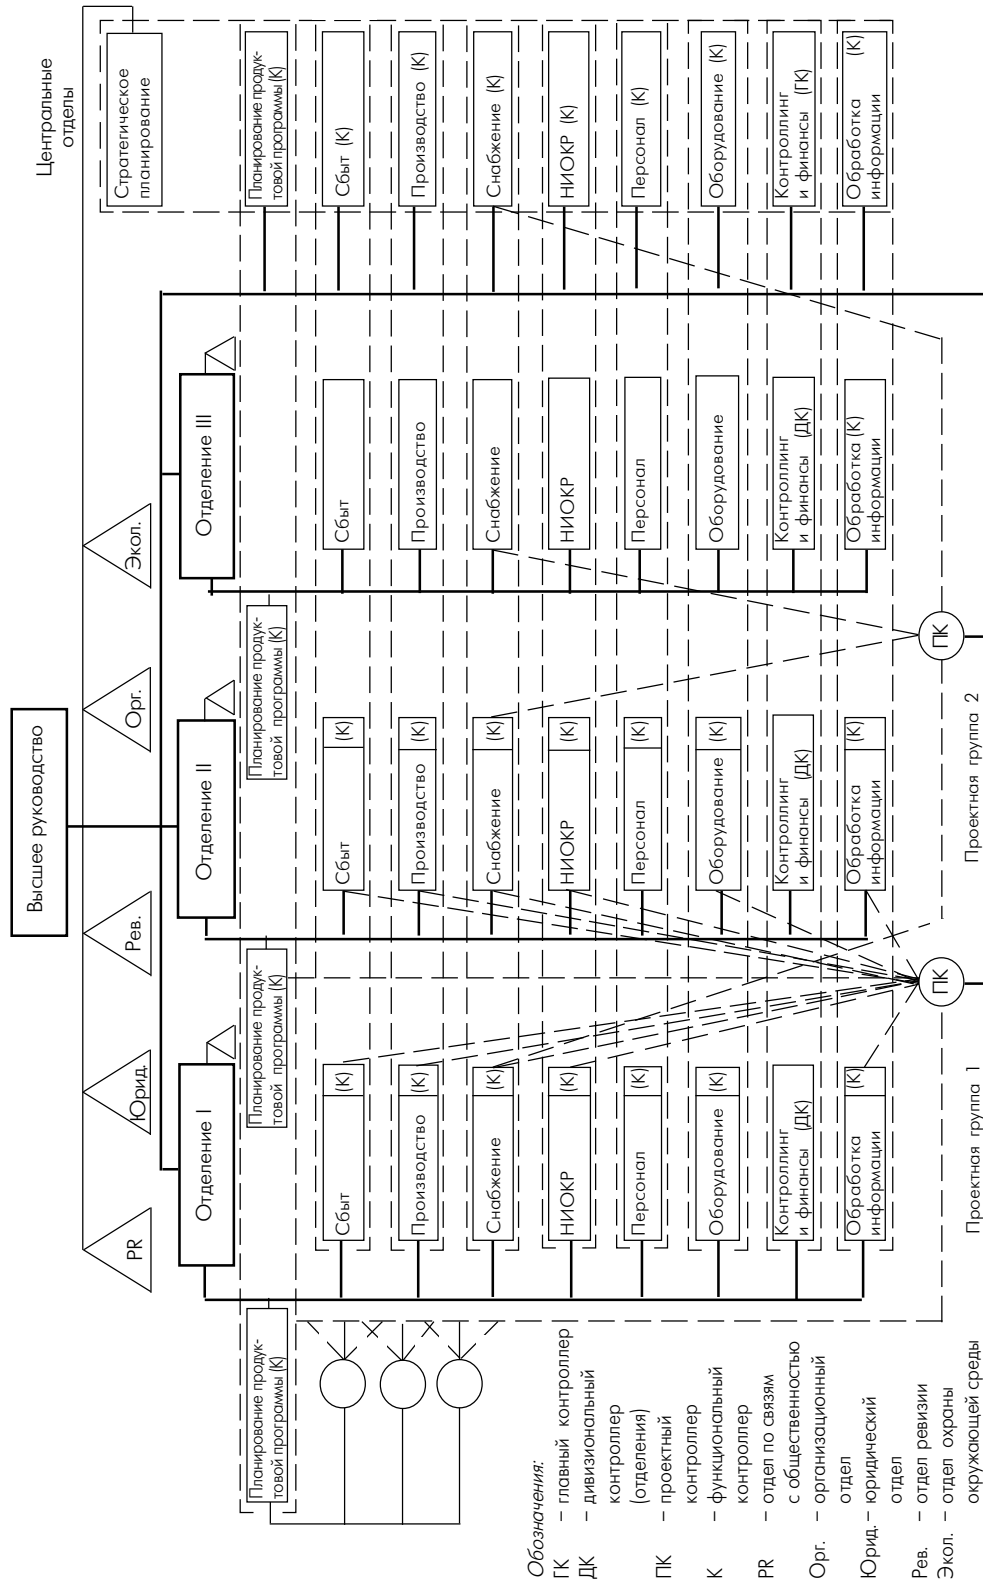 Высшее руководство
Центральные
отделы
PR
Юрид.
Рев.
Орг.
Экол.
Стратегическое
планирование
Отделение I
Отделение II
Отделение III
Планирование продук-
товой программы (К)
Планирование продук-
товой программы (К)
Планирование продук-
товой программы (К)
Планирование продук-
товой программы (К)
Сбыт
(К)
Сбыт
(К)
Сбыт
Сбыт (К)
Производство
(К)
Производство
(К)
Производство
Производство (К)
Снабжение
(К)
Снабжение
(К)
Снабжение
Снабжение (К)
НИОКР
(К)
НИОКР
(К)
НИОКР
НИОКР (К)
Персонал
(К)
Персонал
(К)
Персонал
Персонал (К)
Оборудование
(К)
Оборудование
(К)
Оборудование
Оборудование (К)
Контроллинг
и финансы (ДК)
Контроллинг
и финансы (ДК)
Контроллинг
и финансы (ДК)
Контроллинг
и финансы (ГК)
Обработка
информации
(К)
Обработка
информации
(К)
Обработка (К)
информации
Обработка (К)
информации
ПК
ПК
Проектная группа 1
Проектная группа 2
Обозначения:
ГК – главный контроллер
ДК – дивизиональный
контроллер
(отделения)
ПК – проектный
контроллер
К – функциональный
контроллер
PR – отдел по связям
с общественностью
Орг. – организационный
отдел
Юрид. – юридический
отдел
Рев. – отдел ревизии
Экол. – отдел охраны
окружающей среды